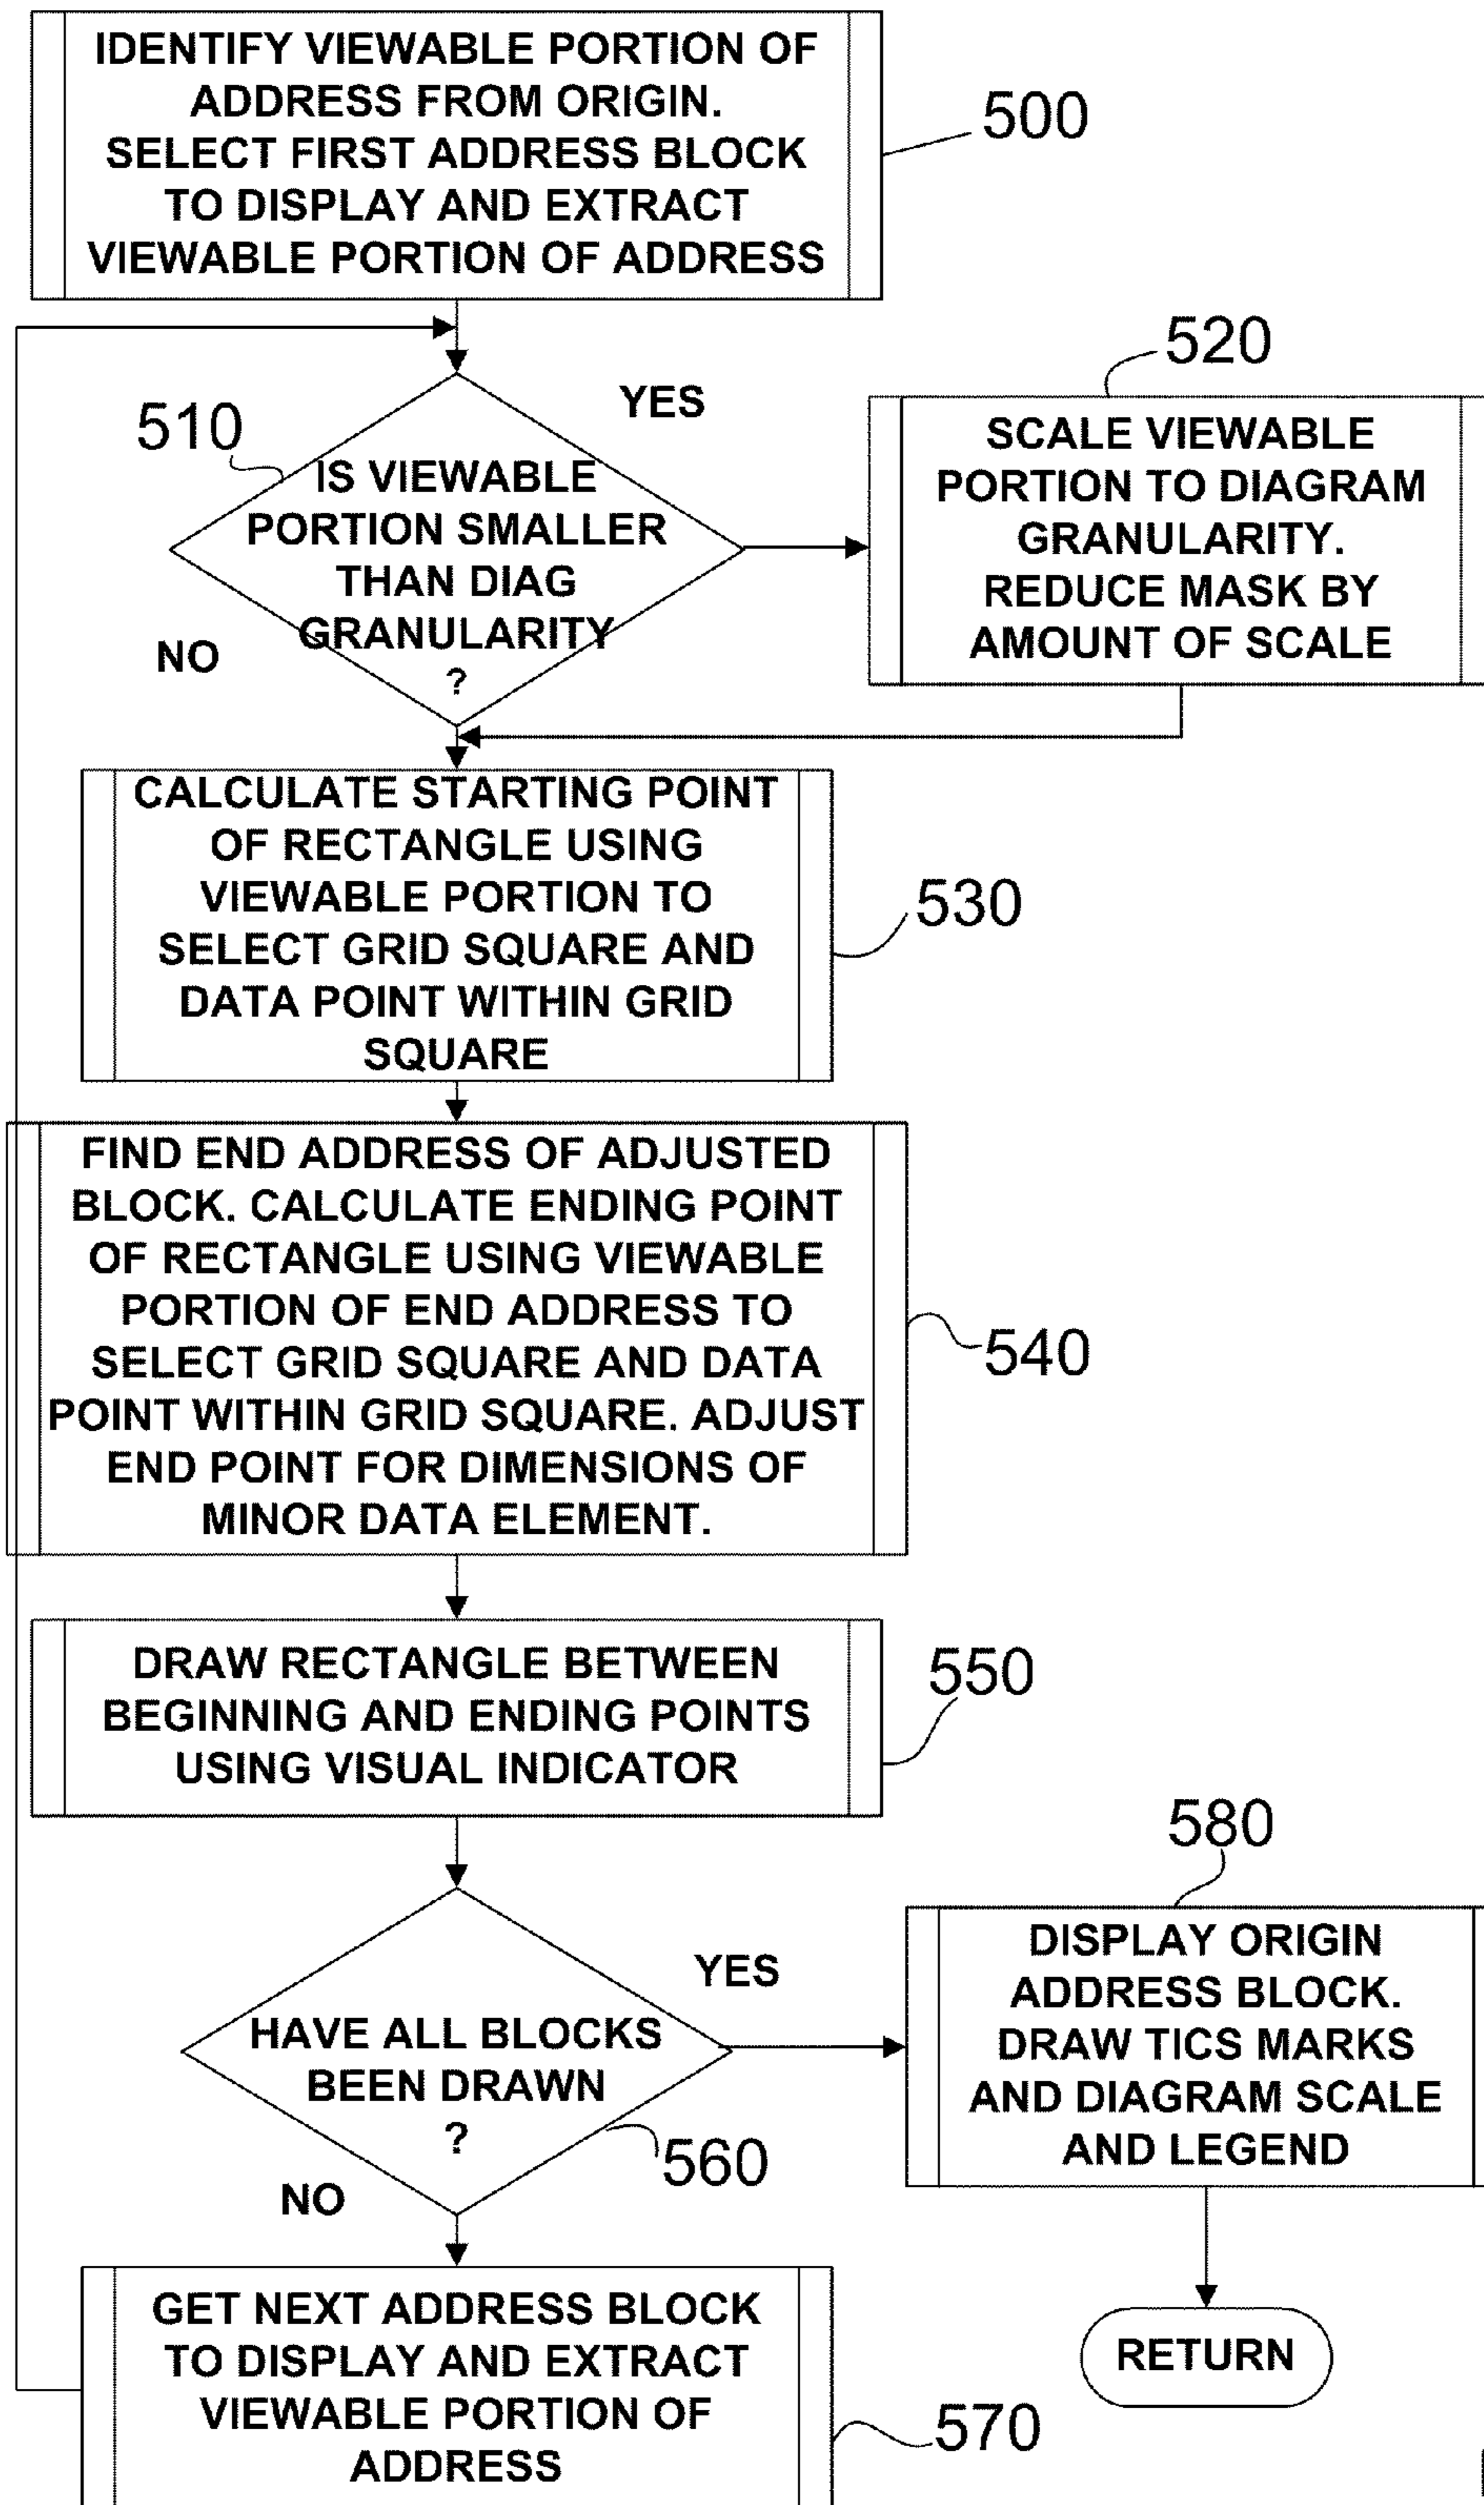 IDENTIFY VIEWABLE PORTION OF
ADDRESS FROM ORIGIN.
SELECT FIRST ADDRESS BLOCK
TO DISPLAY AND EXTRACT
VIEWABLE PORTION OF ADDRESS
500
510
IS VIEWABLE
PORTION SMALLER
THAN DIAG
GRANULARITY
?
YES
NO
520
SCALE VIEWABLE
PORTION TO DIAGRAM
GRANULARITY.
REDUCE MASK BY
AMOUNT OF SCALE
CALCULATE STARTING POINT
OF RECTANGLE USING
VIEWABLE PORTION TO
SELECT GRID SQUARE AND
DATA POINT WITHIN GRID
SQUARE
530
FIND END ADDRESS OF ADJUSTED
BLOCK. CALCULATE ENDING POINT
OF RECTANGLE USING VIEWABLE
PORTION OF END ADDRESS TO
SELECT GRID SQUARE AND DATA
POINT WITHIN GRID SQUARE. ADJUST
END POINT FOR DIMENSIONS OF
MINOR DATA ELEMENT.
540
DRAW RECTANGLE BETWEEN
BEGINNING AND ENDING POINTS
USING VISUAL INDICATOR
550
HAVE ALL BLOCKS
BEEN DRAWN
?
560
YES
NO
580
DISPLAY ORIGIN
ADDRESS BLOCK.
DRAW TICS MARKS
AND DIAGRAM SCALE
AND LEGEND
RETURN
GET NEXT ADDRESS BLOCK
TO DISPLAY AND EXTRACT
VIEWABLE PORTION OF
ADDRESS
570